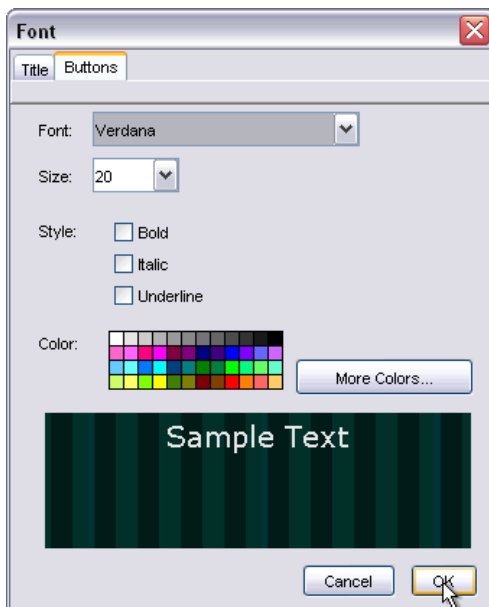 Font
Title Buttons
Font: Verdana
Size: 20
Style: Bold
Italic
Underline
Color:
More Colors...
Sample Text
Cancel OK